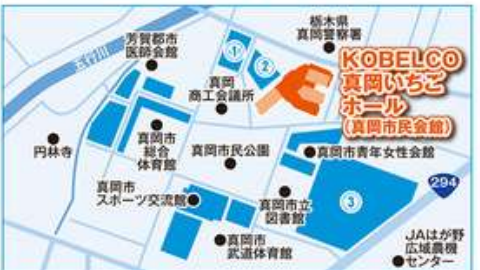 栃木県
真岡警察署
芳賀郡市
医師会館
五行川
①
②
真岡
商工会議所
KOBELCO
真岡いちご
ホール
(真岡市民会館)
円林寺
真岡市
総合
体育館
真岡市民公園
真岡市青年女性会館
294
真岡市
スポーツ交流館
真岡市立
図書館
③
真岡市
武道体育館
JAはが野
広域農機
センター